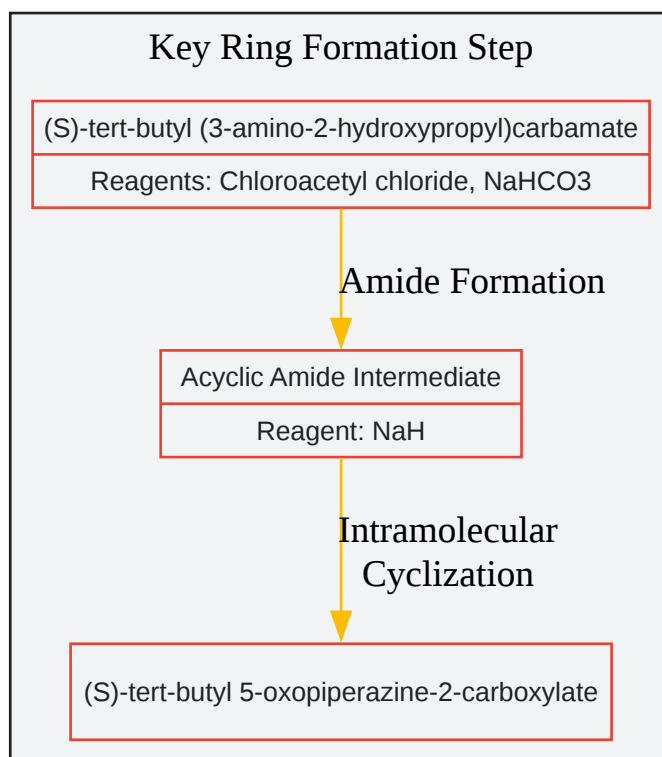 Key Ring Formation Step
(S)-tert-butyl (3-amino-2-hydroxypropyl)carbamate
Reagents: Chloroacetyl chloride, NaHCO3
Amide Formation
Acyclic Amide Intermediate
Reagent: NaH
Intramolecular
Cyclization
(S)-tert-butyl 5-oxopiperazine-2-carboxylate